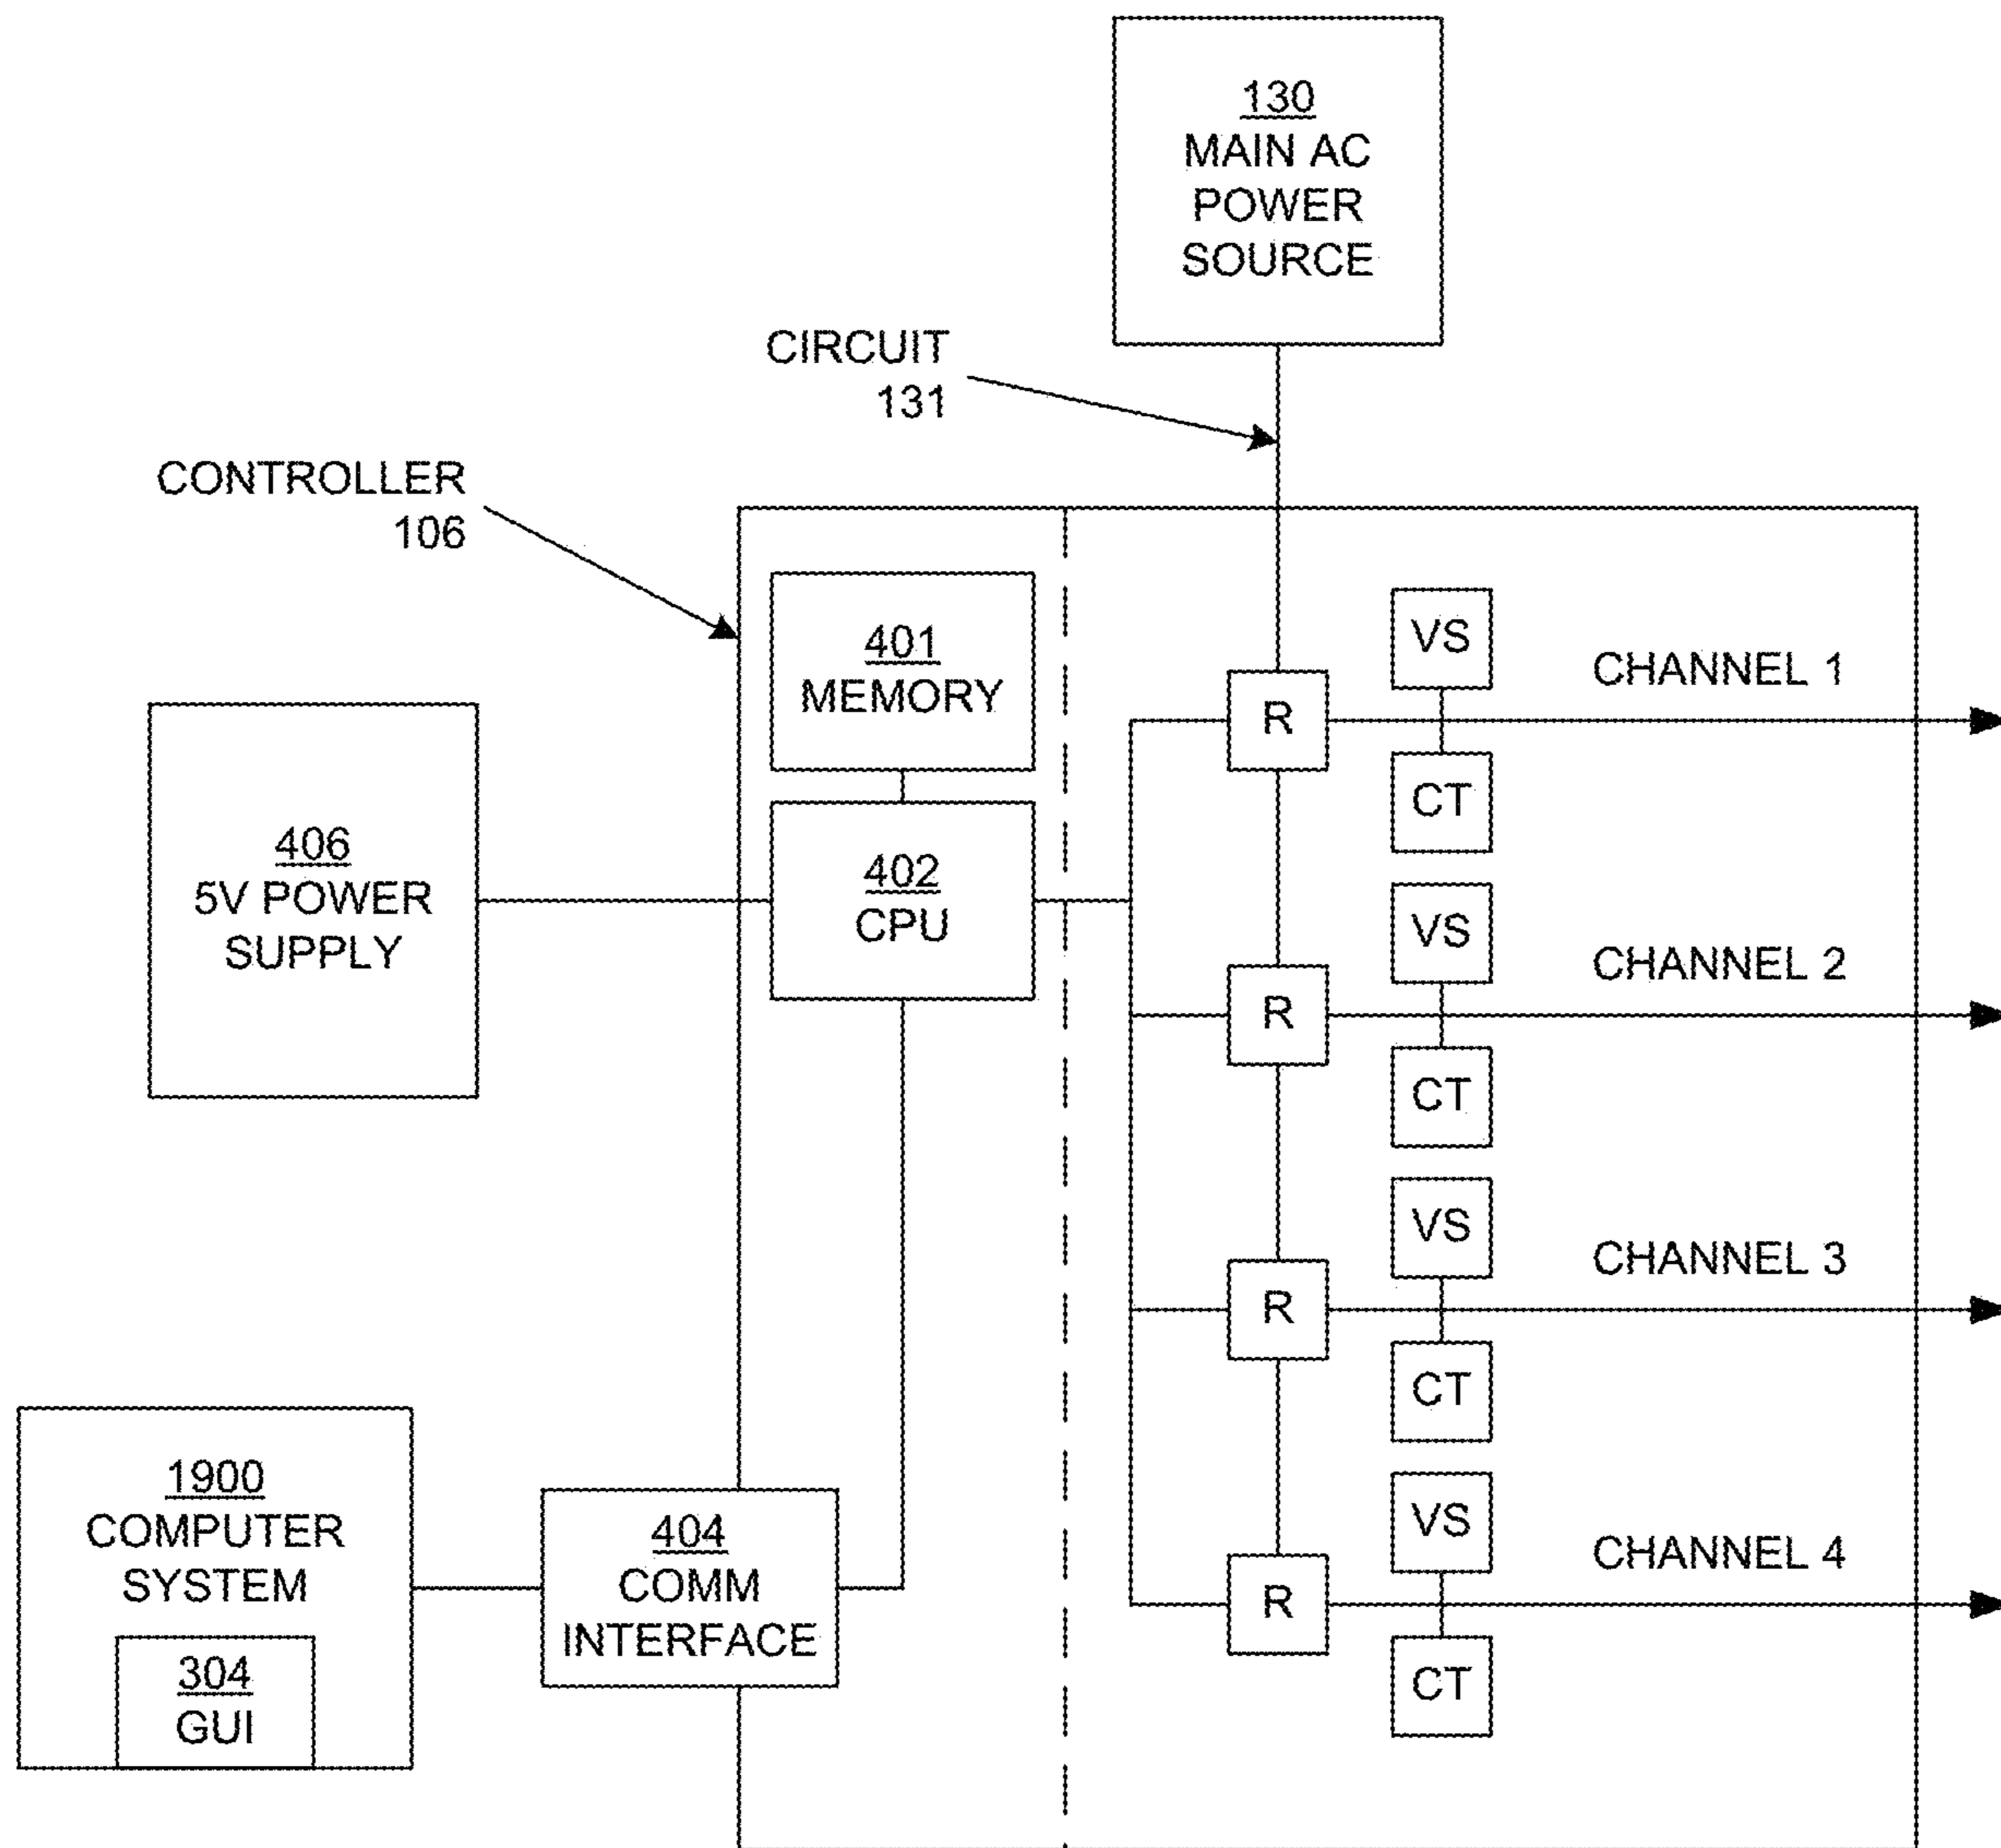 130
MAIN AC
POWER
SOURCE
CIRCUIT
131
CONTROLLER
106
401
MEMORY
VS
CHANNEL 1
R
CT
406
5V POWER
SUPPLY
402
CPU
VS
CHANNEL 2
R
CT
VS
CHANNEL 3
R
CT
1900
COMPUTER
SYSTEM
304
GUI
404
COMM
INTERFACE
VS
CHANNEL 4
R
CT